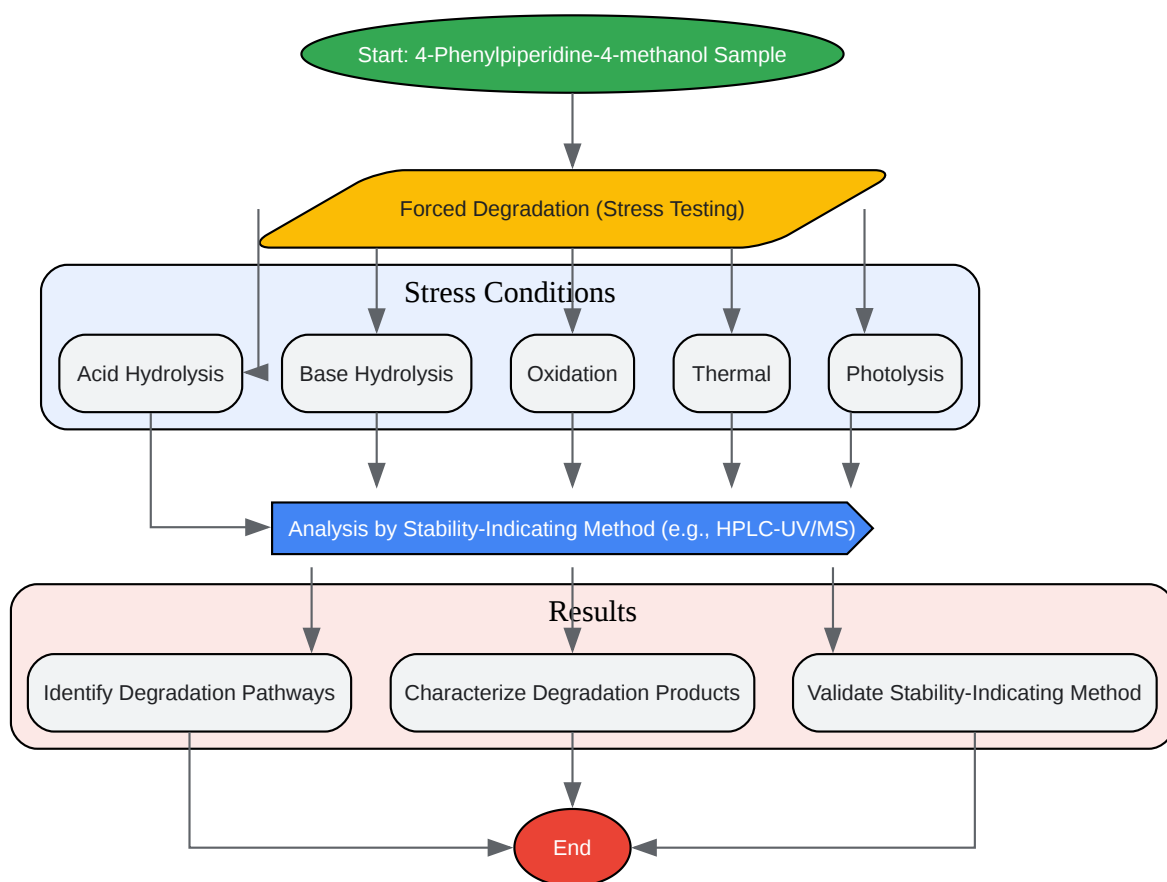 Start: 4-Phenylpiperidine-4-methanol Sample
Forced Degradation (Stress Testing)
Stress Conditions
Acid Hydrolysis
Base Hydrolysis
Oxidation
Thermal
Photolysis
Analysis by Stability-Indicating Method (e.g., HPLC-UV/MS)
Results
Identify Degradation Pathways
Characterize Degradation Products
Validate Stability-Indicating Method
End